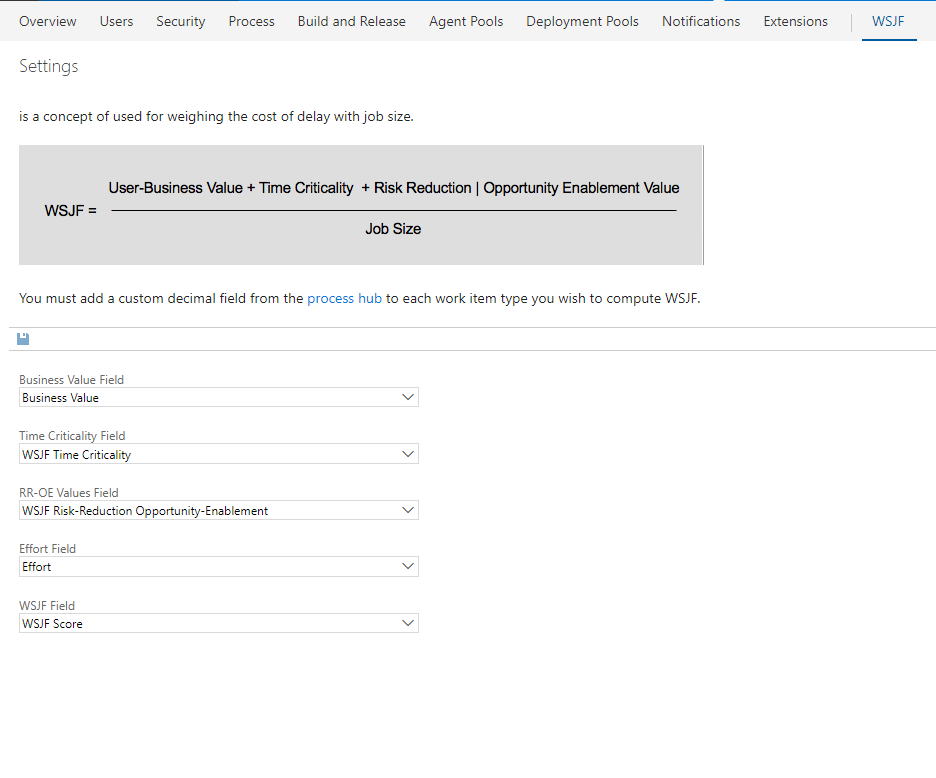 Overview Users Security Process Build and Release Agent Pools Deployment Pools Notifications Extensions WSJF
Settings
is a concept of used for weighing the cost of delay with job size.
User-Business Value + Time Criticality + Risk Reduction | Opportunity Enablement Value
WSJF =
Job Size
You must add a custom decimal field from the process hub to each work item type you wish to compute WSJF.
Business Value Field
Business Value
Time Criticality Field
WSJF Time Criticality
RR-OE Values Field
WSJF Risk-Reduction Opportunity-Enablement
Effort Field
Effort
WSJF Field
WSJF Score